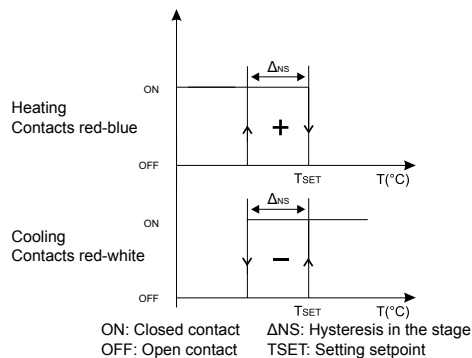 ΔNS
ON
Heating
Contacts red-blue
+
OFF
TSET
T(°C)
ΔNS
ON
Cooling
Contacts red-white
−
OFF
TSET
T(°C)
ON: Closed contact ΔNS: Hysteresis in the stage
OFF: Open contact TSET: Setting setpoint